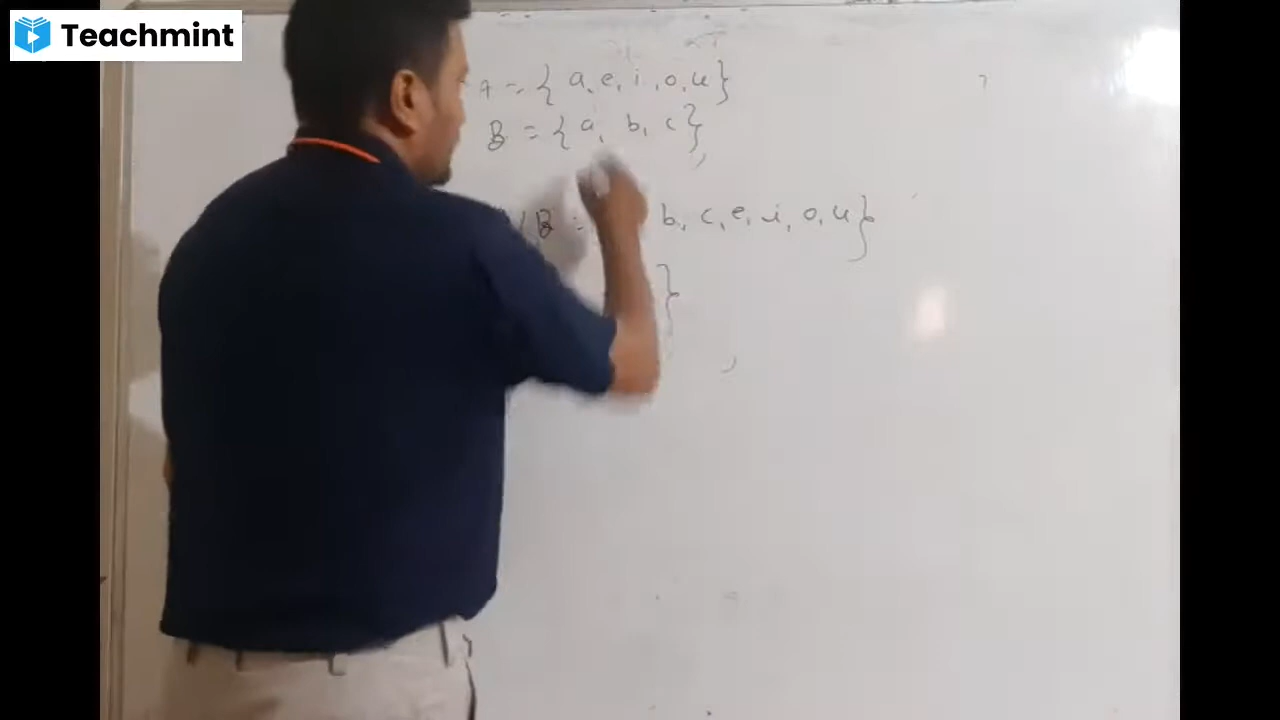 Teachmint
A = { a, e, i, o, u}
B = { a, b, c},
B = b, c, e, i, o, u}
}